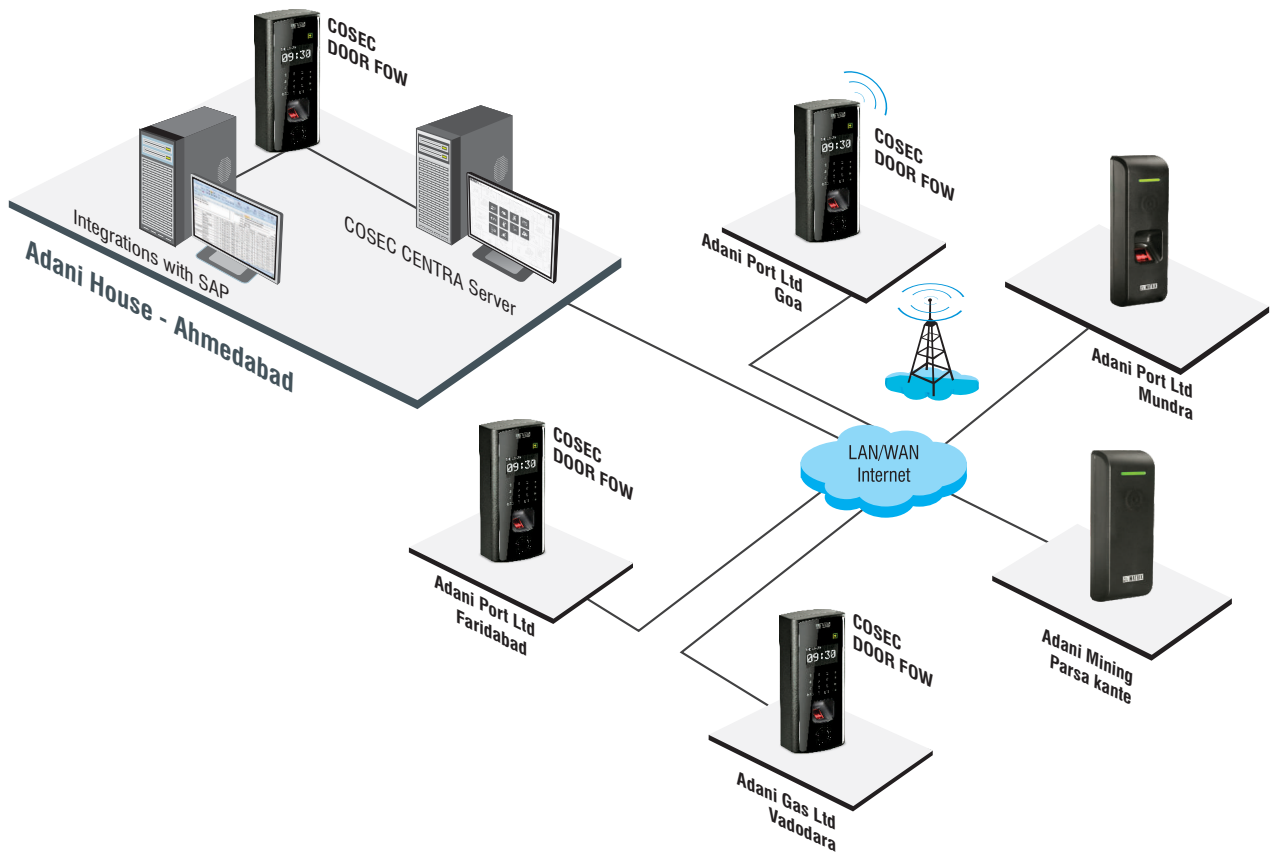 COSEC
DOOR FOW
09:30
Integrations with SAP
COSEC CENTRA Server
Adani House - Ahmedabad
COSEC
DOOR FOW
09:30
Adani Port Ltd
Goa
Adani Port Ltd
Mundra
LAN/WAN
Internet
COSEC
DOOR FOW
09:30
Adani Port Ltd
Faridabad
Adani Mining
Parsa kante
COSEC
DOOR FOW
09:30
Adani Gas Ltd
Vadodara